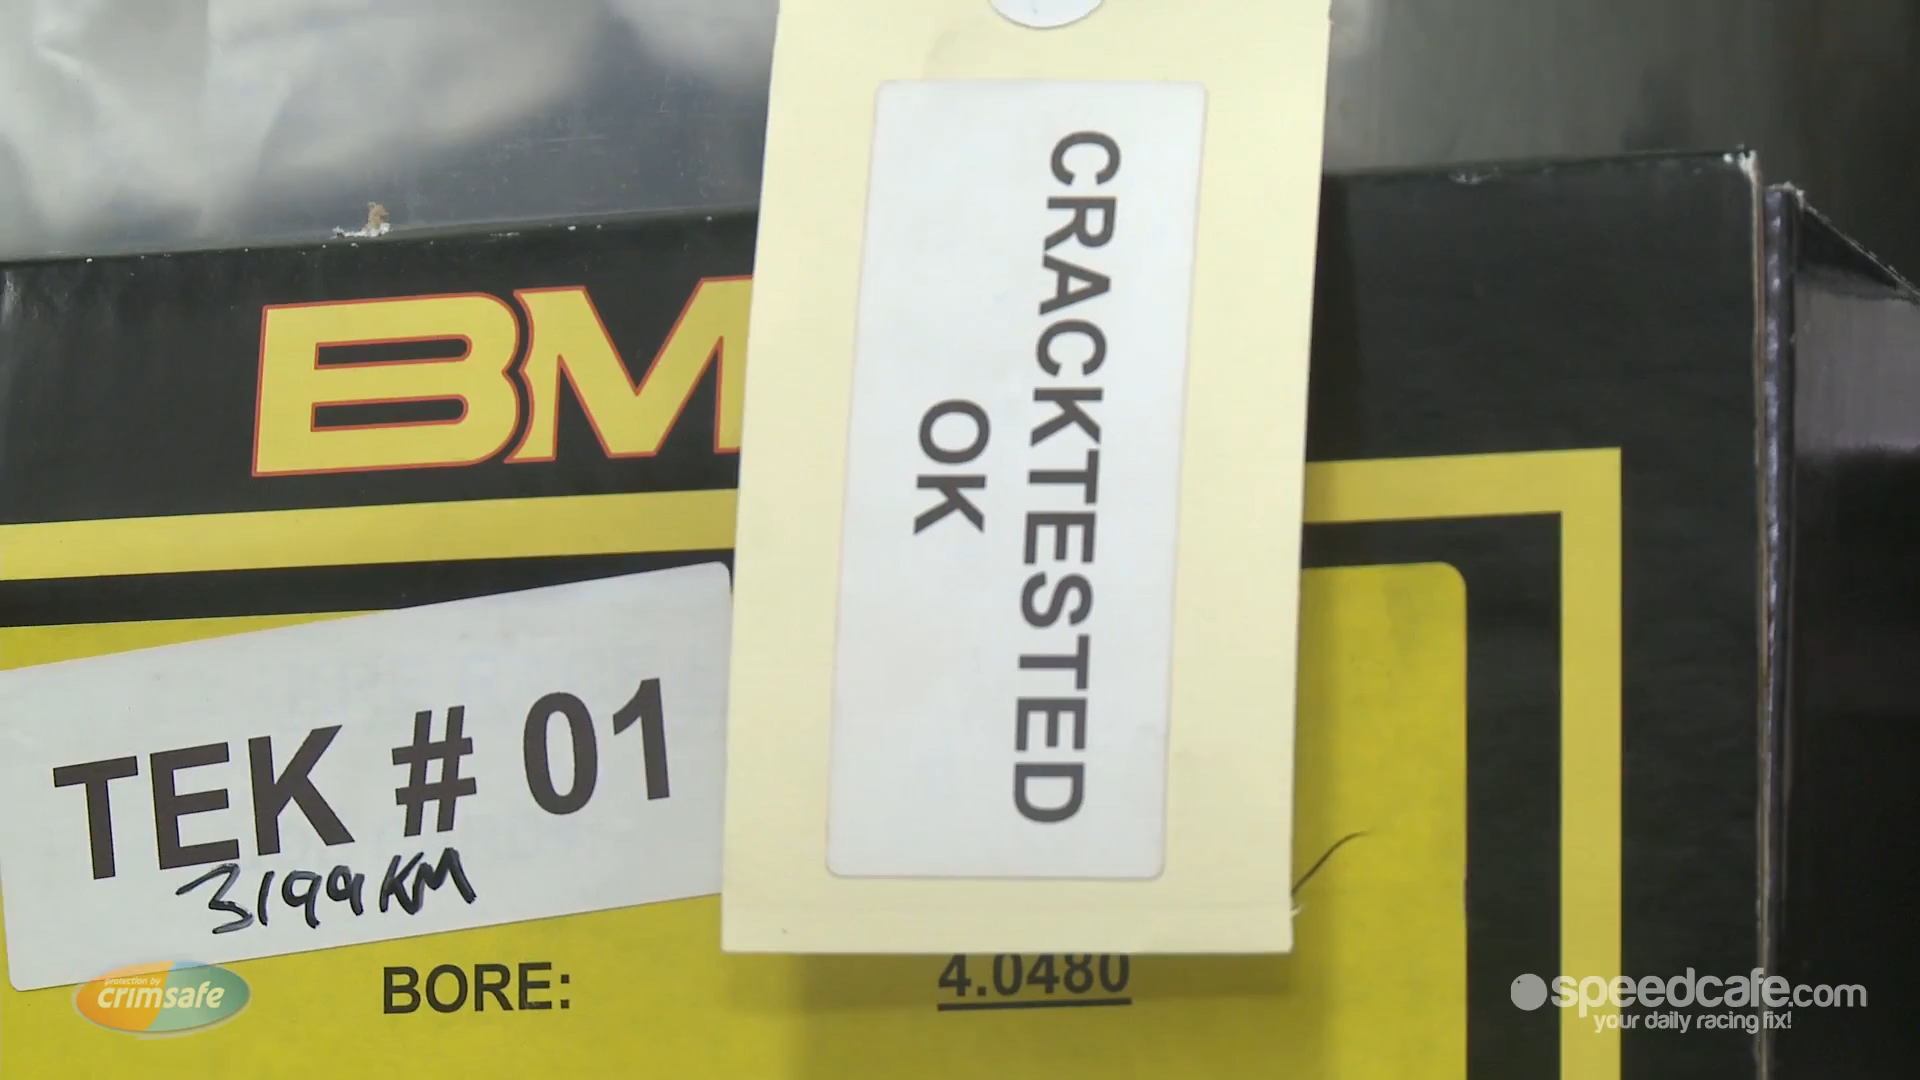 BM
CRACKTESTED
OK
TEK # 01
3199KM
BORE: 4.0480
protection by
crimsafe
speedcafe.com
your daily racing fix!